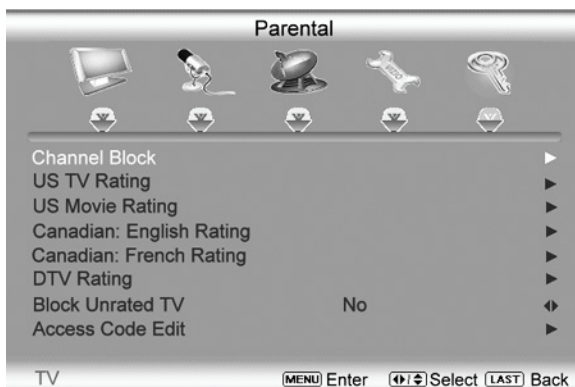 Parental
Channel Block
US TV Rating
US Movie Rating
Canadian: English Rating
Canadian: French Rating
DTV Rating
Block Unrated TV No
Access Code Edit
TV MENU Enter Select LAST Back